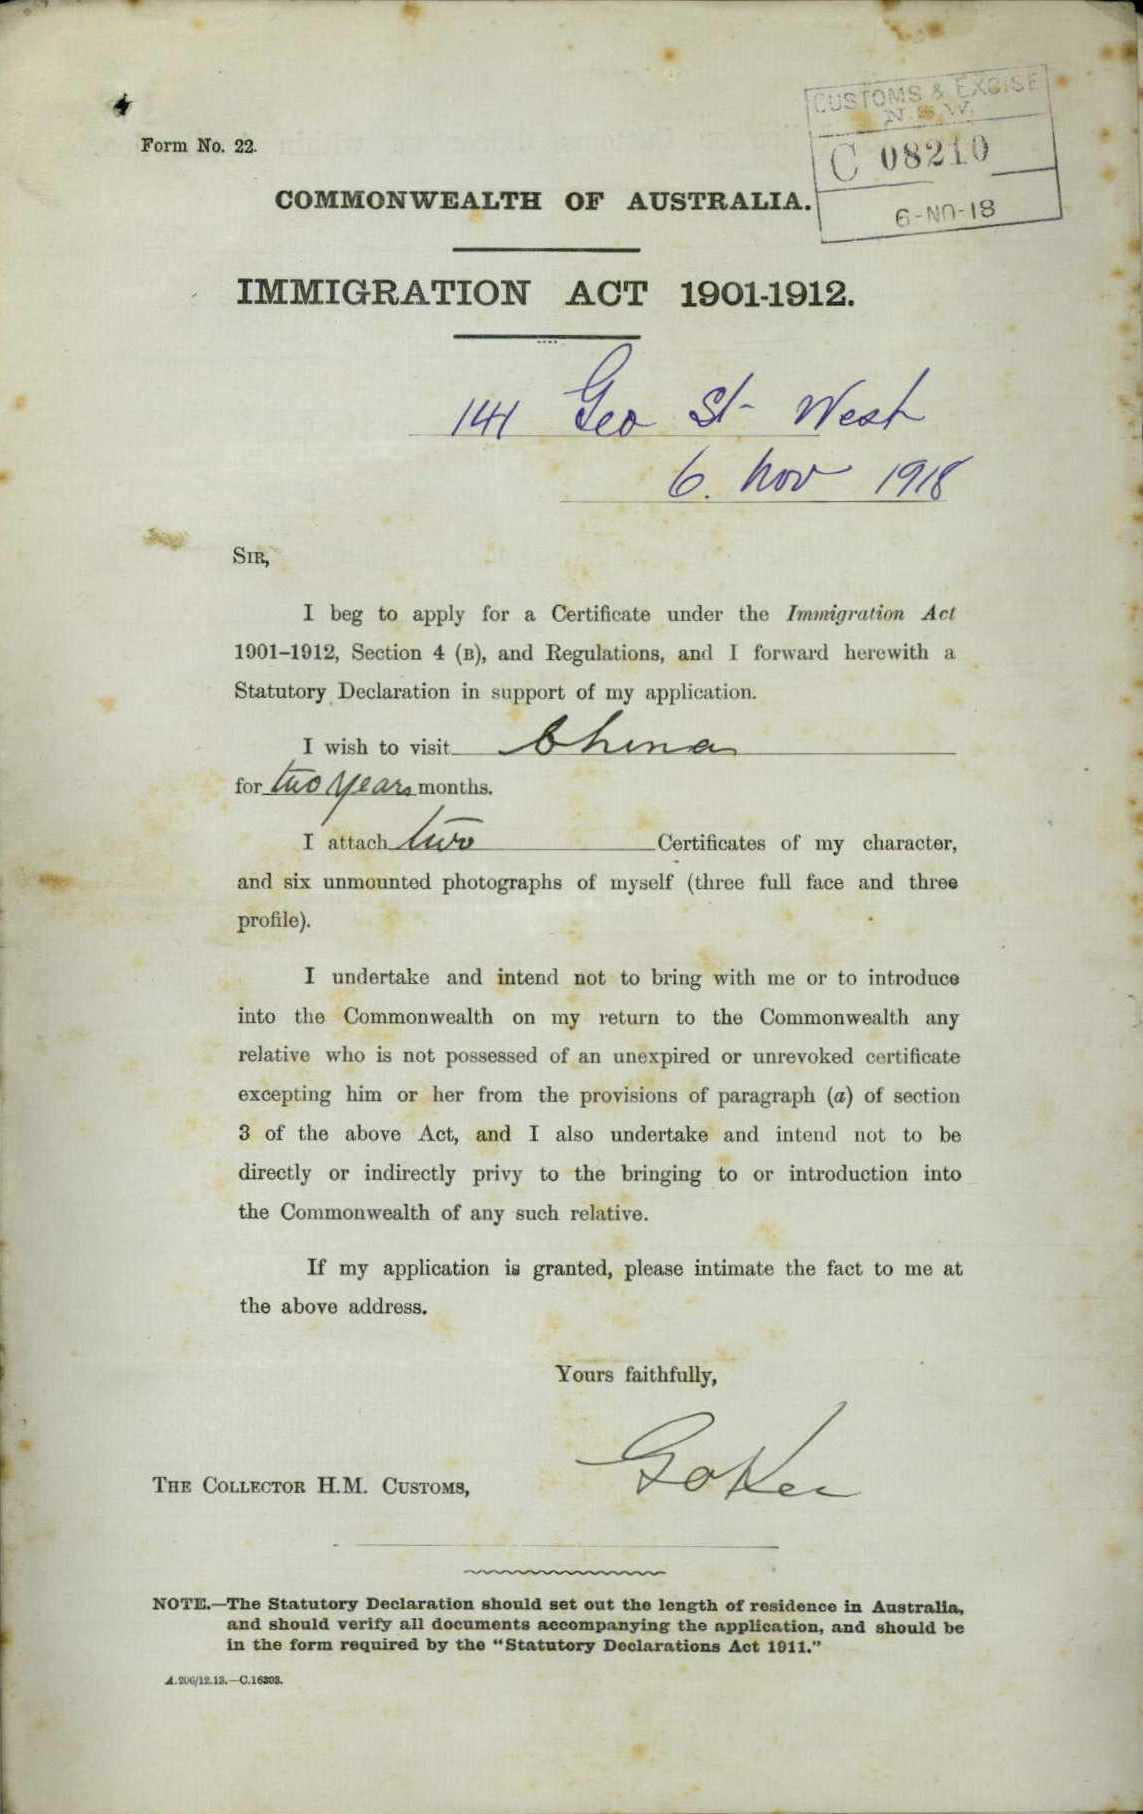 CUSTOMS & EXCISE
N.S.W.
C 08210
6-NO-18
Form No. 22.
COMMONWEALTH OF AUSTRALIA.
IMMIGRATION ACT 1901-1912.
141 Geo St- West
6. Nov 1918
SIR,
I beg to apply for a Certificate under the Immigration Act
1901-1912, Section 4 (B), and Regulations, and I forward herewith a
Statutory Declaration in support of my application.
I wish to visit China
for two years months.
I attach two Certificates of my character,
and six unmounted photographs of myself (three full face and three
profile).
I undertake and intend not to bring with me or to introduce
into the Commonwealth on my return to the Commonwealth any
relative who is not possessed of an unexpired or unrevoked certificate
excepting him or her from the provisions of paragraph (a) of section
3 of the above Act, and I also undertake and intend not to be
directly or indirectly privy to the bringing to or introduction into
the Commonwealth of any such relative.
If my application is granted, please intimate the fact to me at
the above address.
Yours faithfully,
Go Kee
THE COLLECTOR H.M. CUSTOMS,
NOTE.—The Statutory Declaration should set out the length of residence in Australia,
and should verify all documents accompanying the application, and should be
in the form required by the "Statutory Declarations Act 1911."
A.206/12.13.—C.16303.